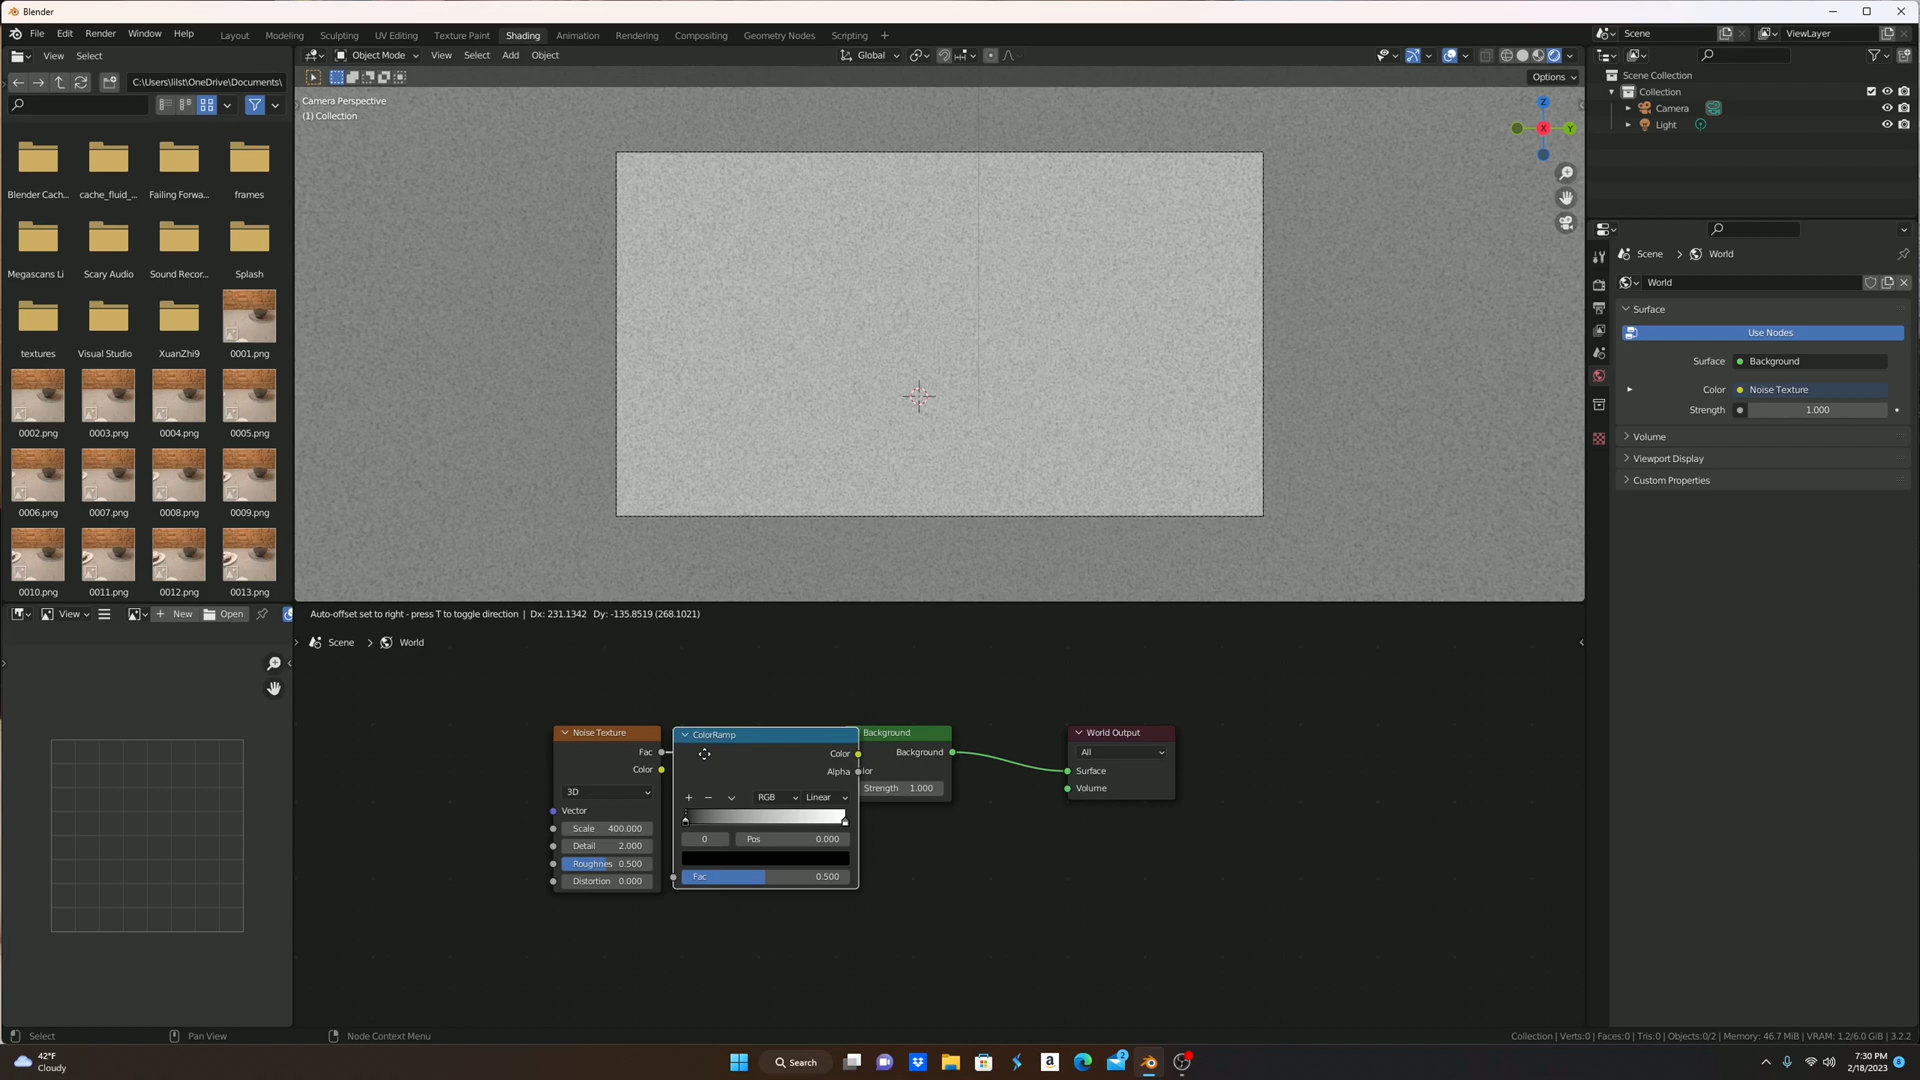 Blender
File Edit Render Window Help Layout Modeling Sculpting UV Editing Texture Paint Shading Animation Rendering Compositing Geometry Nodes Scripting + Scene ViewLayer
View Select Object Mode View Select Add Object Global
C:\Users\lilst\OneDrive\Documents\
Options
Camera Perspective
(1) Collection
Z
X
Y
Scene Collection
Collection
Camera
Light
Blender Cach... cache_fluid_... Failing Forwa... frames
Megascans Li Scary Audio Sound Recor... Splash
textures Visual Studio XuanZhi9 0001.png
0002.png 0003.png 0004.png 0005.png
0006.png 0007.png 0008.png 0009.png
0010.png 0011.png 0012.png 0013.png
Scene > World
World
Surface
Use Nodes
Surface Background
Color Noise Texture
Strength 1.000
Volume
Viewport Display
Custom Properties
View New Open
Auto-offset set to right - press T to toggle direction | Dx: 231.1342 Dy: -135.8519 (268.1021)
Scene > World
Noise Texture
Fac
Color
3D
Vector
Scale 400.000
Detail 2.000
Roughnes 0.500
Distortion 0.000
ColorRamp
Color
Alpha
+ − RGB Linear
0 Pos 0.000
Fac 0.500
Background
Background
lor
Strength 1.000
World Output
All
Surface
Volume
Select Pan View Node Context Menu
Collection | Verts:0 | Faces:0 | Tris:0 | Objects:0/2 | Memory: 46.7 MiB | VRAM: 1.2/6.0 GiB | 3.2.2
42°F
Cloudy
Search
2
7:30 PM
2/18/2023
8